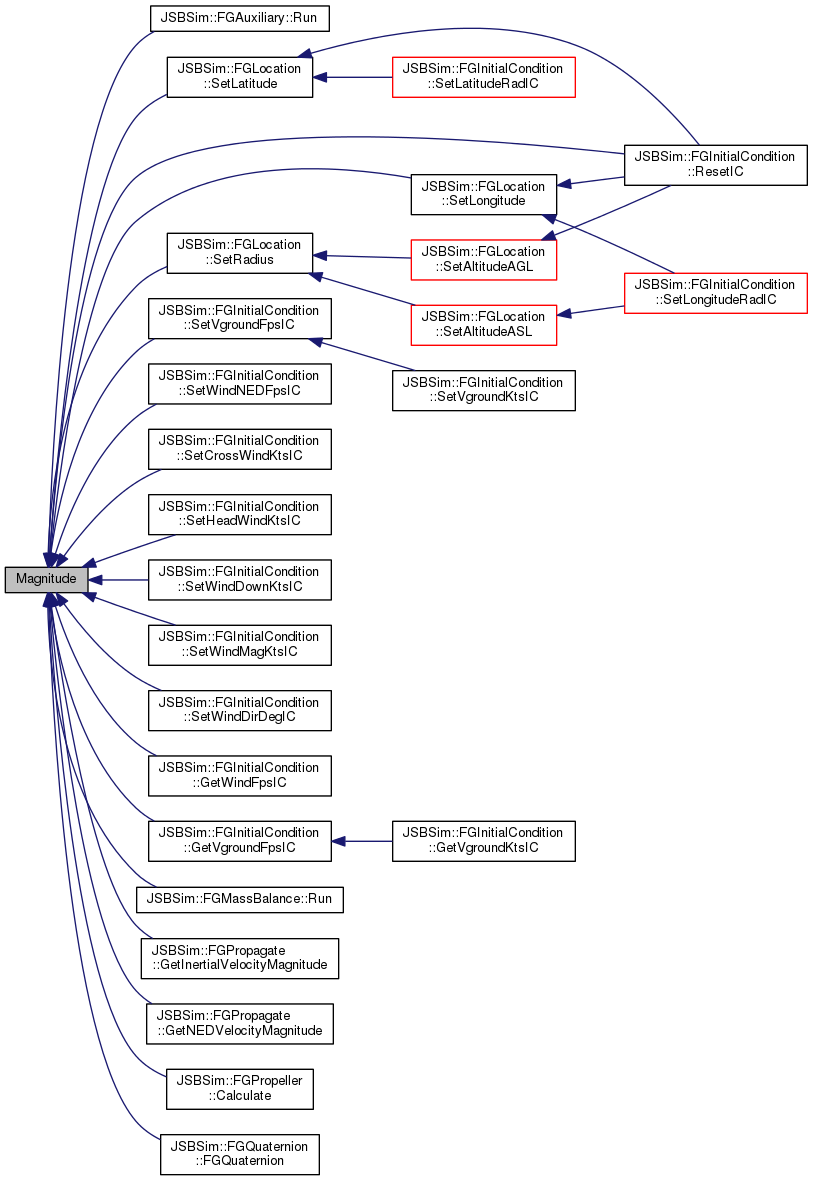 JSBSim::FGAuxiliary::Run
JSBSim::FGLocation
::SetLatitude
JSBSim::FGInitialCondition
::SetLatitudeRadIC
JSBSim::FGInitialCondition
::ResetIC
JSBSim::FGLocation
::SetLongitude
JSBSim::FGLocation
::SetRadius
JSBSim::FGLocation
::SetAltitudeAGL
JSBSim::FGInitialCondition
::SetLongitudeRadIC
JSBSim::FGInitialCondition
::SetVgroundFpsIC
JSBSim::FGLocation
::SetAltitudeASL
JSBSim::FGInitialCondition
::SetWindNEDFpsIC
JSBSim::FGInitialCondition
::SetVgroundKtsIC
JSBSim::FGInitialCondition
::SetCrossWindKtsIC
JSBSim::FGInitialCondition
::SetHeadWindKtsIC
Magnitude
JSBSim::FGInitialCondition
::SetWindDownKtsIC
JSBSim::FGInitialCondition
::SetWindMagKtsIC
JSBSim::FGInitialCondition
::SetWindDirDegIC
JSBSim::FGInitialCondition
::GetWindFpsIC
JSBSim::FGInitialCondition
::GetVgroundFpsIC
JSBSim::FGInitialCondition
::GetVgroundKtsIC
JSBSim::FGMassBalance::Run
JSBSim::FGPropagate
::GetInertialVelocityMagnitude
JSBSim::FGPropagate
::GetNEDVelocityMagnitude
JSBSim::FGPropeller
::Calculate
JSBSim::FGQuaternion
::FGQuaternion